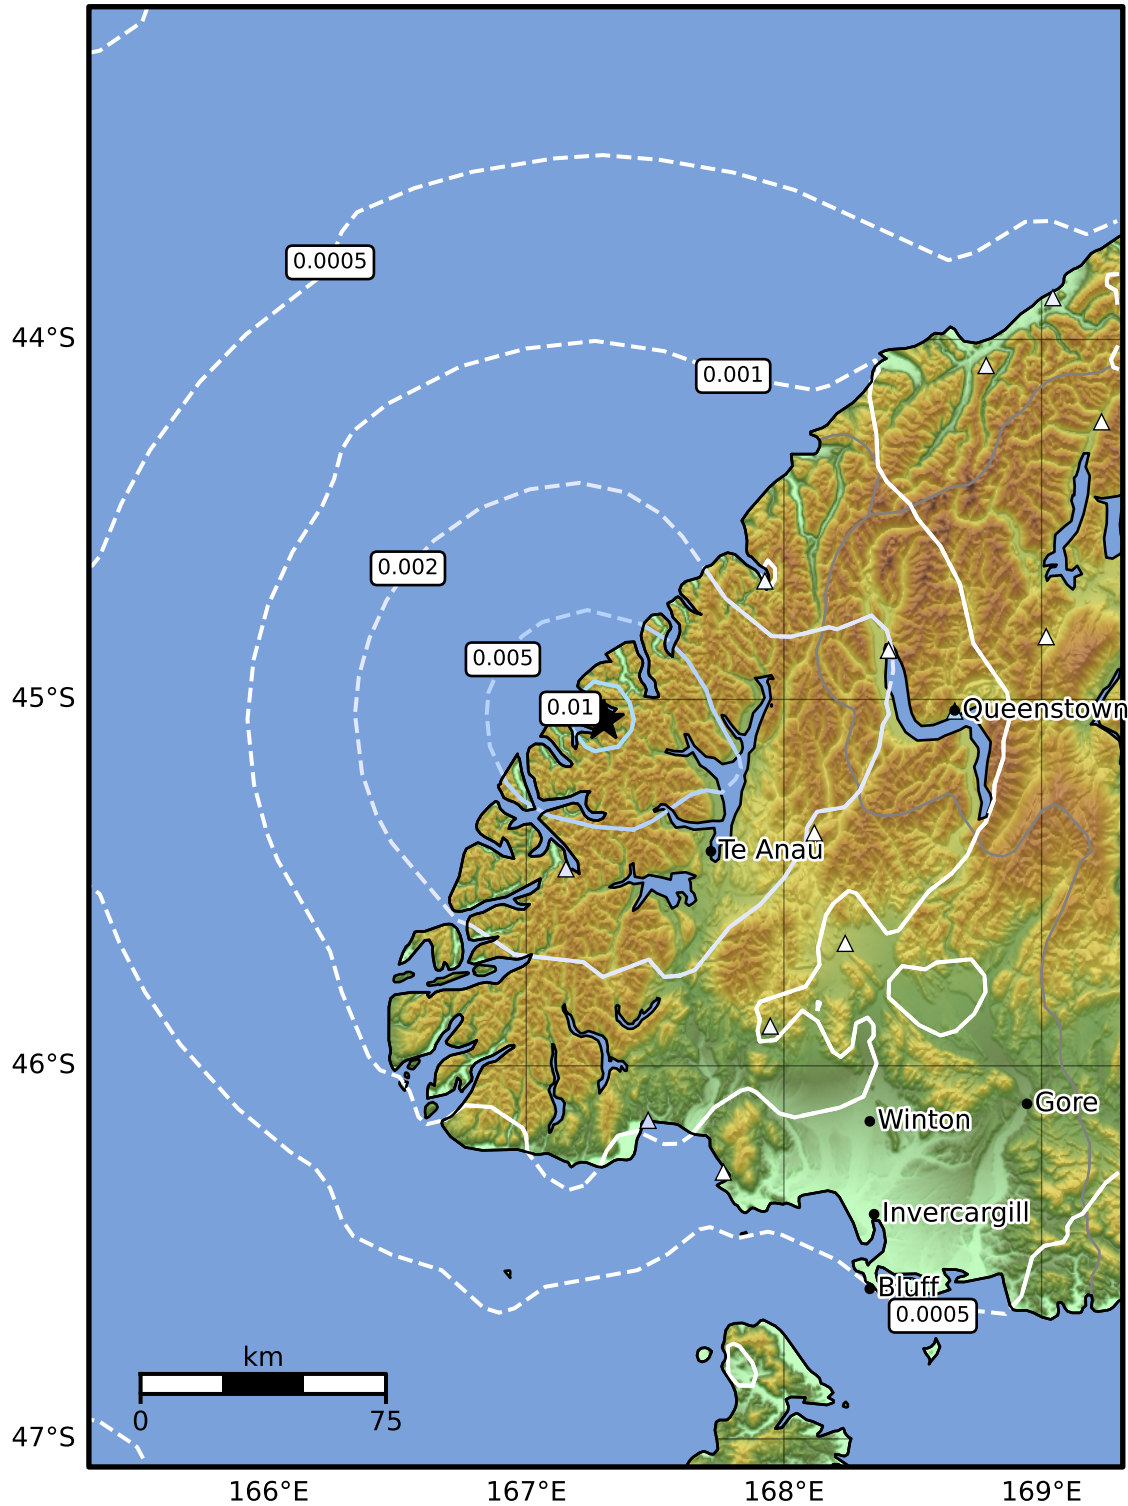 0.0005
44°S
0.001
0.002
0.005
45°S
0.01
Queenstown
Te Anau
46°S
Gore
Winton
Invercargill
Bluff
0.0005
km
0
75
47°S
166°E
167°E
168°E
169°E